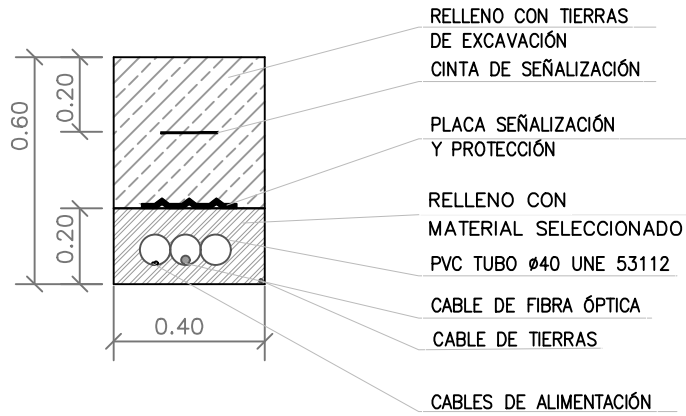 RELLENO CON TIERRAS
DE EXCAVACIÓN
CINTA DE SEÑALIZACIÓN
PLACA SEÑALIZACIÓN
Y PROTECCIÓN
RELLENO CON
MATERIAL SELECCIONADO
PVC TUBO ø40 UNE 53112
CABLE DE FIBRA ÓPTICA
CABLE DE TIERRAS
CABLES DE ALIMENTACIÓN
0.60
0.20
0.20
0.40